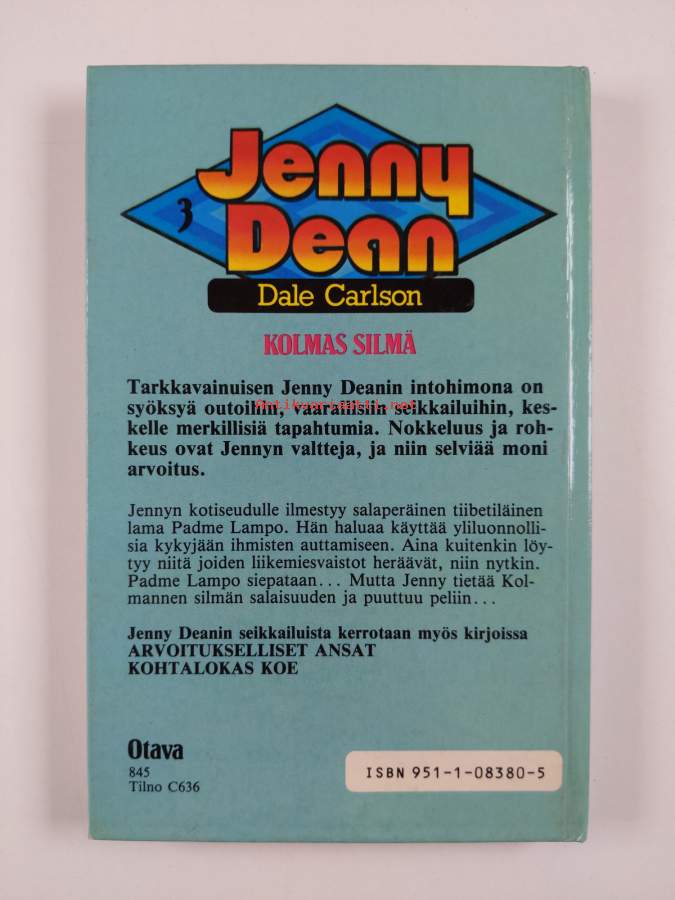 Jenny
3
Dean
Dale Carlson
KOLMAS SILMÄ
Tarkkavainuisen Jenny Deanin intohimona on
syöksyä outoihin, vaarallisiin seikkailuihin, kes-
kelle merkillisiä tapahtumia. Nokkeluus ja roh-
keus ovat Jennyn valtteja, ja niin selviää moni
arvoitus.
Antikvariaatti.net
Jennyn kotiseudulle ilmestyy salaperäinen tiibetiläinen
lama Padme Lampo. Hän haluaa käyttää yliluonnolli-
sia kykyjään ihmisten auttamiseen. Aina kuitenkin löy-
tyy niitä joiden liikemiesvaistot heräävät, niin nytkin.
Padme Lampo siepataan... Mutta Jenny tietää Kol-
mannen silmän salaisuuden ja puuttuu peliin...
Jenny Deanin seikkailuista kerrotaan myös kirjoissa
ARVOITUKSELLISET ANSAT
KOHTALOKAS KOE
Otava
845
Tilno C636
ISBN 951-1-08380-5